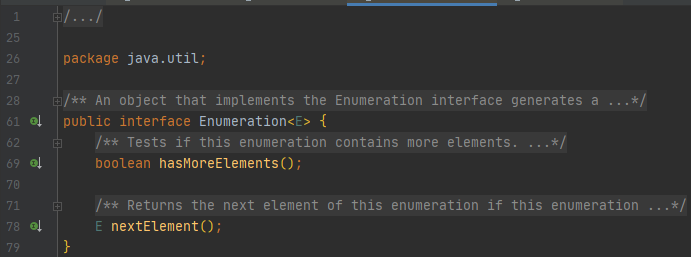 1 /.../
25
26 package java.util;
27
28 /** An object that implements the Enumeration interface generates a ...*/
61 public interface Enumeration<E> {
62 /** Tests if this enumeration contains more elements. ...*/
69 boolean hasMoreElements();
70
71 /** Returns the next element of this enumeration if this enumeration ...*/
78 E nextElement();
79 }